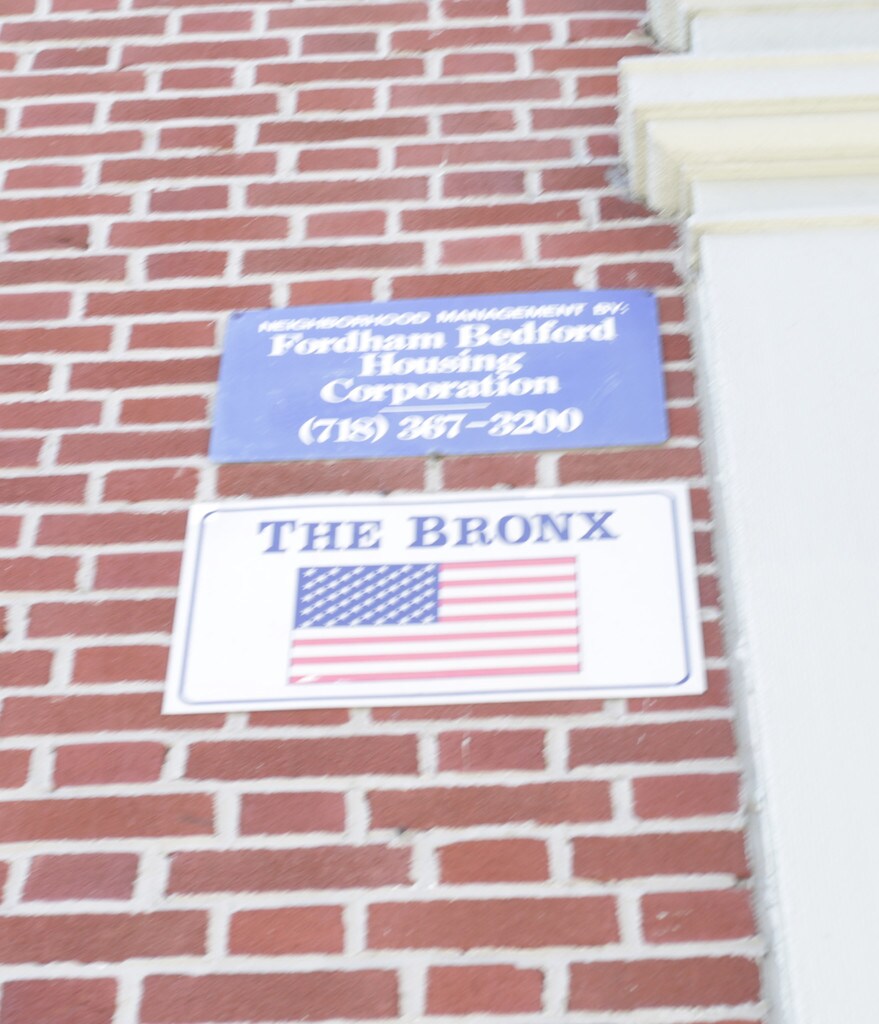 NEIGHBORHOOD MANAGEMENT BY:
Fordham Bedford
Housing
Corporation
(718) 367-3200
THE BRONX